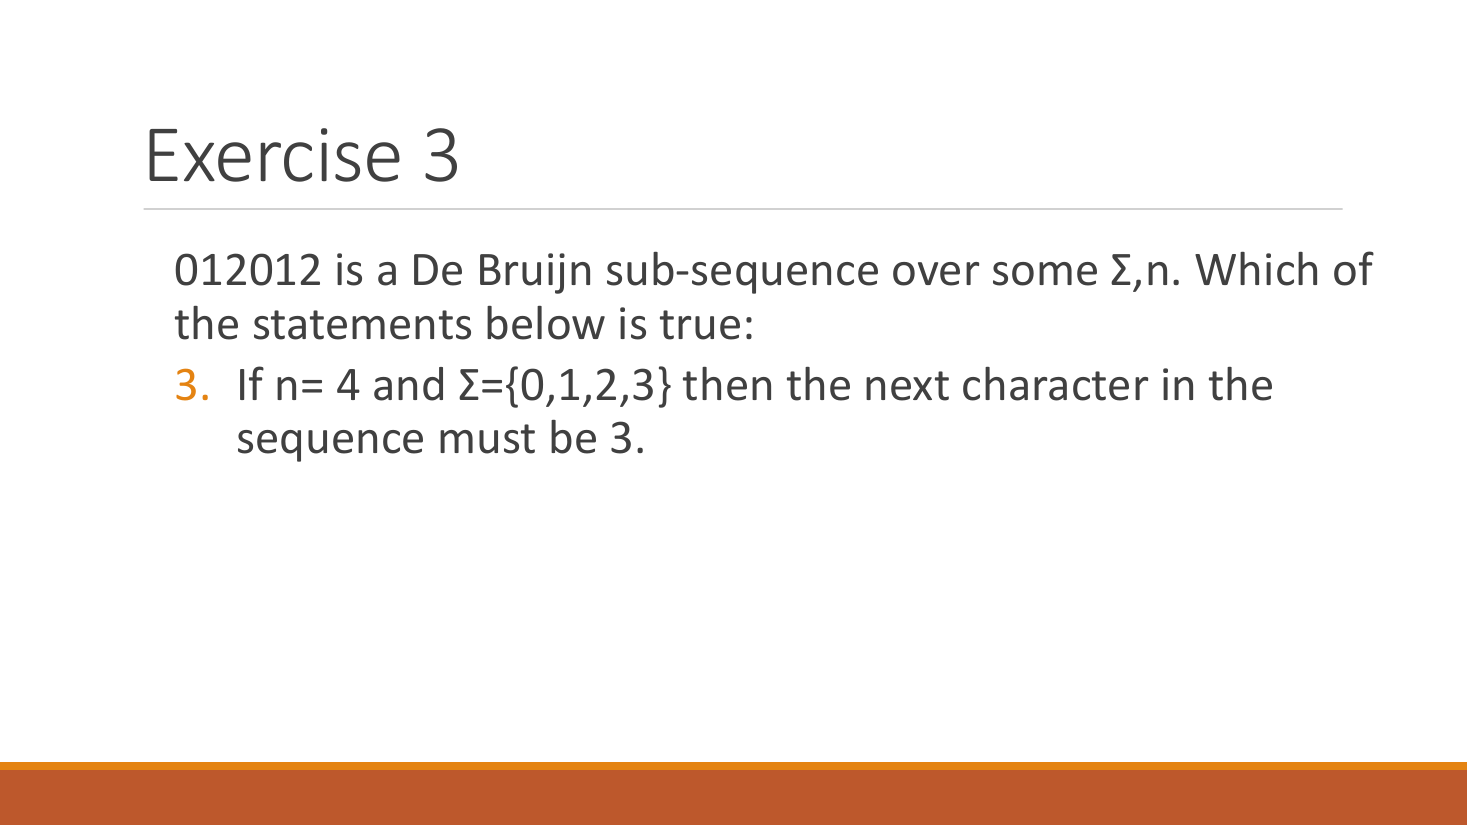 Exercise 3
012012 is a De Bruijn sub-sequence over some Σ,n. Which of
the statements below is true:
3. If n= 4 and Σ={0,1,2,3} then the next character in the
sequence must be 3.